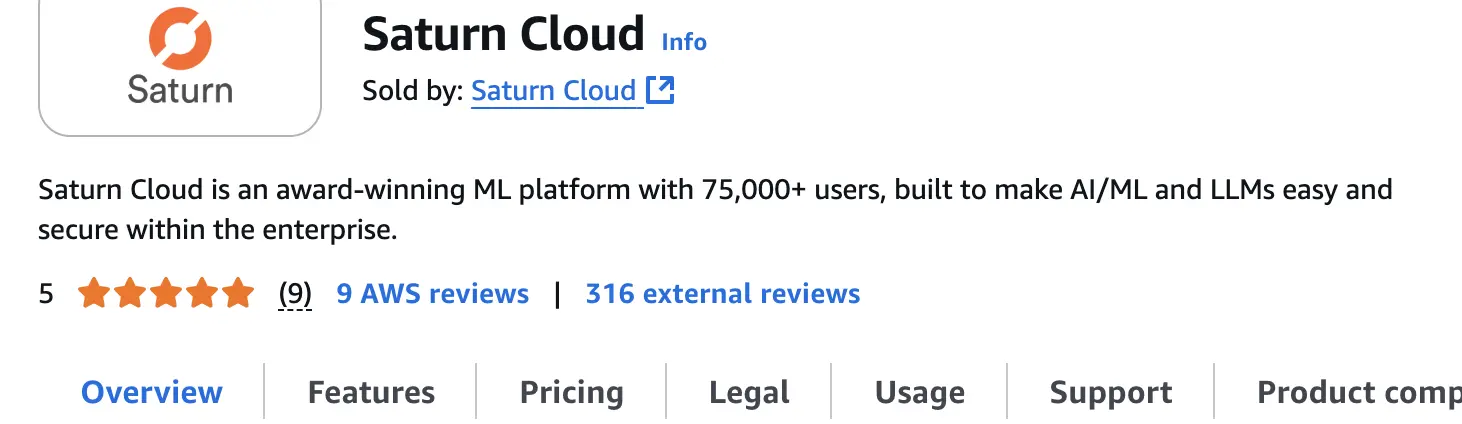 Saturn
Saturn Cloud Info
Sold by: Saturn Cloud
Saturn Cloud is an award-winning ML platform with 75,000+ users, built to make AI/ML and LLMs easy and
secure within the enterprise.
5 (9) 9 AWS reviews | 316 external reviews
Overview Features Pricing Legal Usage Support Product comp